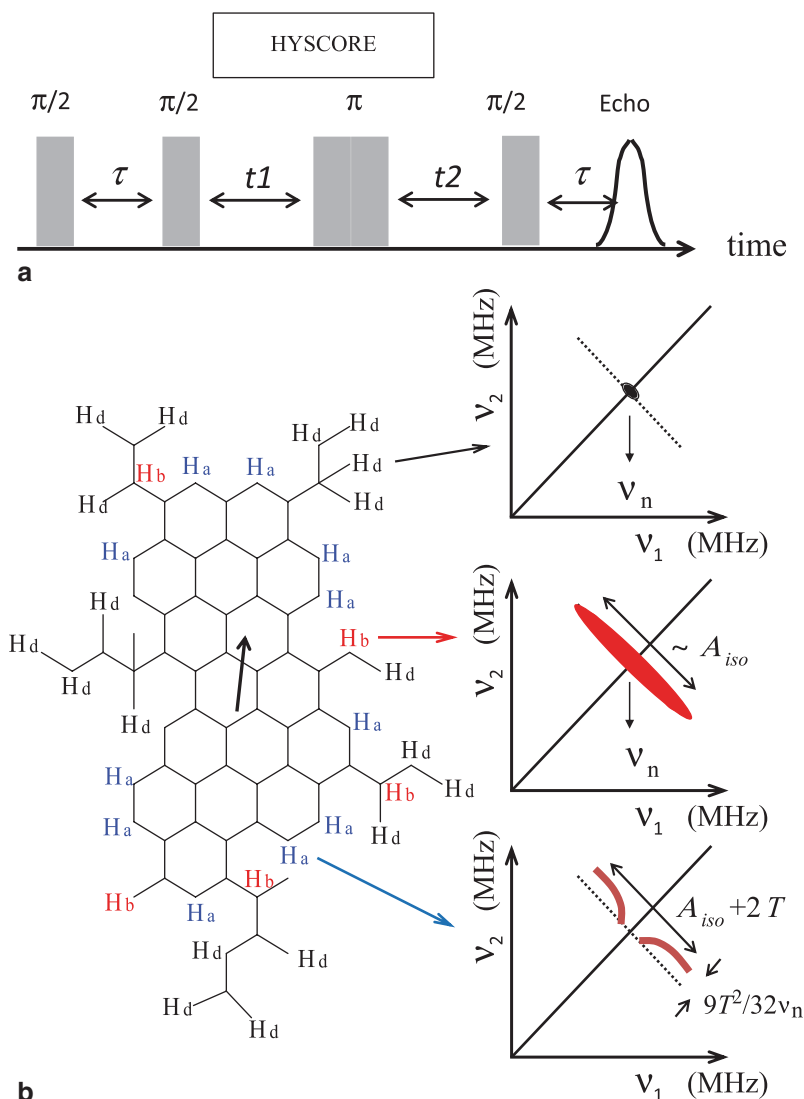 HYSCORE
π/2 π/2 π π/2 Echo
τ t1 t2 τ
time
a
(MHz)
ν2
νn
ν1 (MHz)
Hd Hd
Hd Hd
Hb Ha Ha Hd
Hd Hd
Ha Ha
Hd Ha
(MHz)
ν2
~ Aiso
νn
ν1 (MHz)
Hd Hb
Hd Hd
Hd Ha
Hd
Ha Hb Hd
Ha Ha Hd
Ha
Hb Hb
Ha
Hd Hd
Hd
Hd
(MHz)
ν2
Aiso +2 T
9T²/32νn
ν1 (MHz)
b